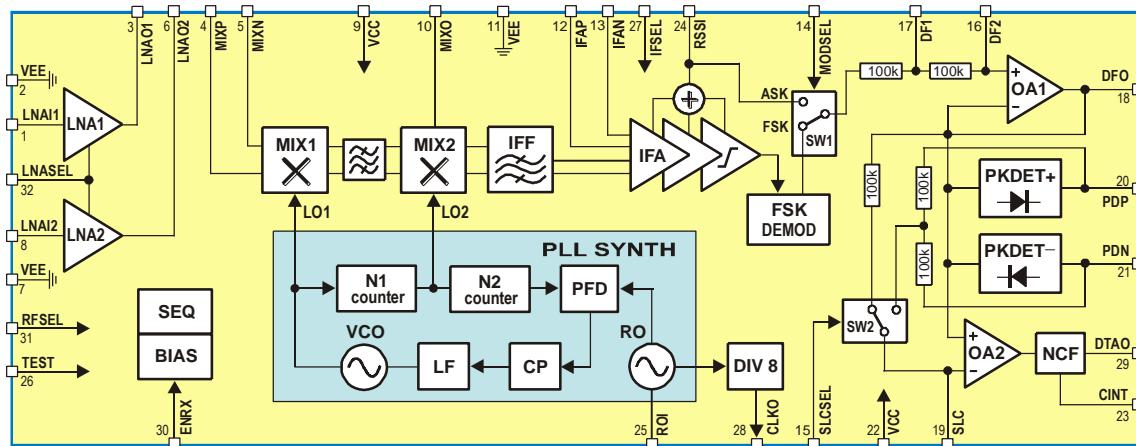 3 LNAO1
6 LNAO2
4 MIXP
5 MIXN
9 VCC
10 MIXO
11 VEE
12 IFAP
13 IFAN
27 IFSEL
24 RSSI
14 MODSEL
17 DF1
16 DF2
VEE
2
LNAI1
1
LNASEL
32
LNAI2
8
VEE
7
RFSEL
31
TEST
26
LNA1
LNA2
MIX1
MIX2
IFF
IFA
+
ASK
FSK
SW1
FSK
DEMOD
100k
100k
+
−
OA1
DFO
18
100k
100k
100k
PKDET+
20
PDP
PKDET−
PDN
21
LO1
LO2
PLL SYNTH
N1
counter
N2
counter
PFD
VCO
LF
CP
RO
DIV 8
SEQ
BIAS
SW2
+
−
OA2
NCF
DTAO
29
CINT
23
30 ENRX
25 ROI
28 CLKO
15 SLCSEL
22 VCC
19 SLC